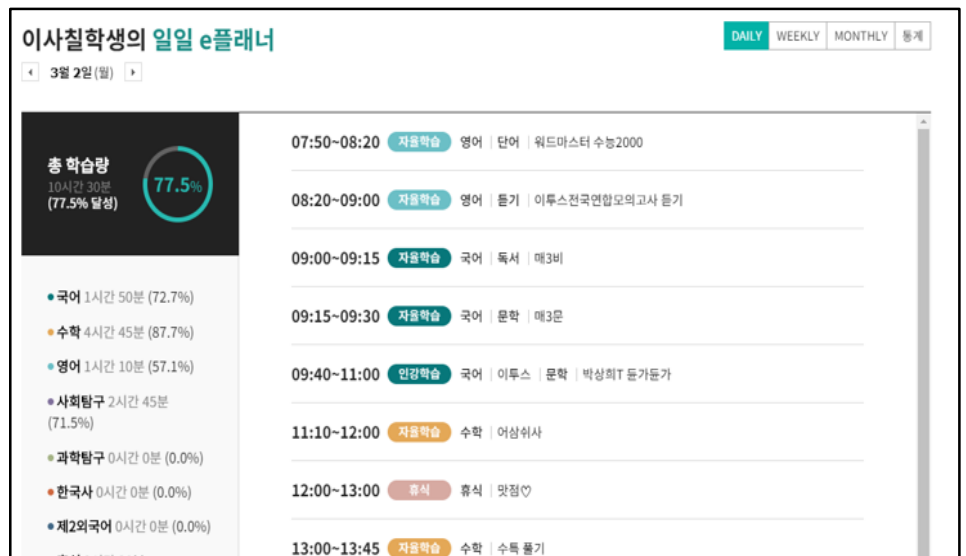 이사칠학생의 일일 e플래너
DAILY WEEKLY MONTHLY 통계
3월 2일(월)
총 학습량
10시간 30분
(77.5% 달성)
77.5%
• 국어 1시간 50분 (72.7%)
• 수학 4시간 45분 (87.7%)
• 영어 1시간 10분 (57.1%)
• 사회탐구 2시간 45분
(71.5%)
• 과학탐구 0시간 0분 (0.0%)
• 한국사 0시간 0분 (0.0%)
• 제2외국어 0시간 0분 (0.0%)
07:50~08:20 자율학습 영어 | 단어 | 워드마스터 수능2000
08:20~09:00 자율학습 영어 | 듣기 | 이투스전국연합모의고사 듣기
09:00~09:15 자율학습 국어 | 독서 | 매3비
09:15~09:30 자율학습 국어 | 문학 | 매3문
09:40~11:00 인강학습 국어 | 이투스 | 문학 | 박상희T 듄가듄가
11:10~12:00 자율학습 수학 | 어삼쉬사
12:00~13:00 휴식 휴식 | 맛점♡
13:00~13:45 자율학습 수학 | 수특 풀기